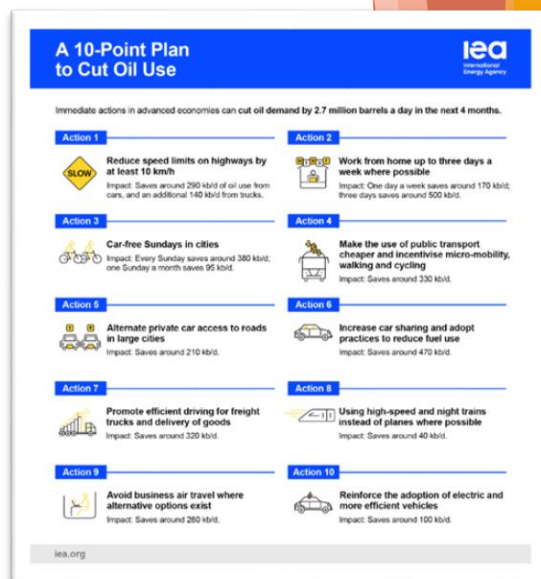 A 10-Point Plan
to Cut Oil Use
iea
International
Energy Agency
Immediate actions in advanced economies can cut oil demand by 2.7 million barrels a day in the next 4 months.
Action 1
SLOW
Reduce speed limits on highways by
at least 10 km/h
Impact: Saves around 290 kb/d of oil use from
cars, and an additional 140 kb/d from trucks.
Action 2
Work from home up to three days a
week where possible
Impact: One day a week saves around 170 kb/d;
three days saves around 500 kb/d.
Action 3
Car-free Sundays in cities
Impact: Every Sunday saves around 380 kb/d;
one Sunday a month saves 95 kb/d.
Action 4
Make the use of public transport
cheaper and incentivise micro-mobility,
walking and cycling
Impact: Saves around 330 kb/d.
Action 5
Alternate private car access to roads
in large cities
Impact: Saves around 210 kb/d.
Action 6
Increase car sharing and adopt
practices to reduce fuel use
Impact: Saves around 470 kb/d.
Action 7
Promote efficient driving for freight
trucks and delivery of goods
Impact: Saves around 320 kb/d.
Action 8
Using high-speed and night trains
instead of planes where possible
Impact: Saves around 40 kb/d.
Action 9
Avoid business air travel where
alternative options exist
Impact: Saves around 260 kb/d.
Action 10
Reinforce the adoption of electric and
more efficient vehicles
Impact: Saves around 100 kb/d.
iea.org